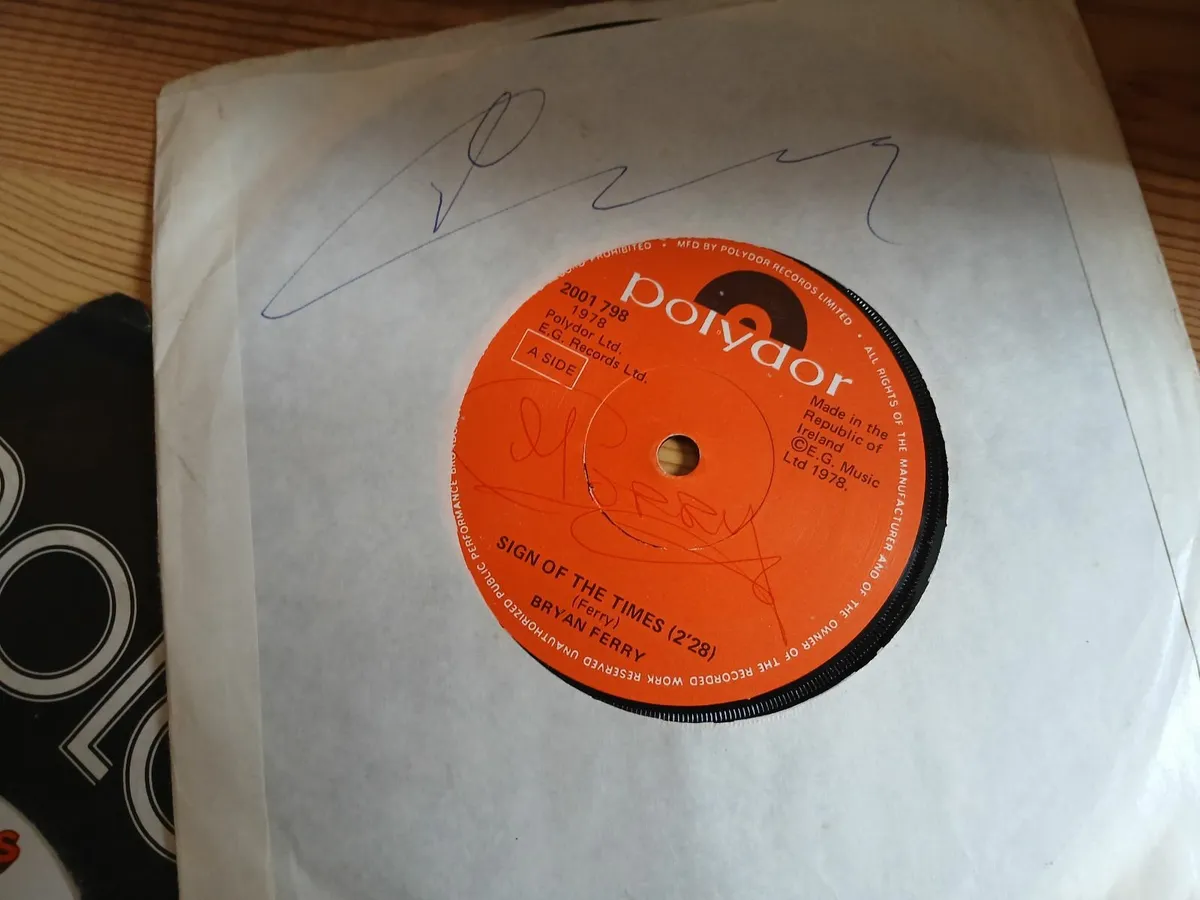 SOUND PROHIBITED • MFD BY POLYDOR RECORDS LIMITED • ALL RIGHTS OF THE MANUFACTURER AND OF THE OWNER OF THE RECORDED WORK RESERVED UNAUTHORIZED PUBLIC PERFORMANCE
polydor
2001 798
1978
Polydor Ltd.
E.G. Records Ltd.
A SIDE
Made in the
Republic of
Ireland
©E.G. Music
Ltd 1978.
SIGN OF THE TIMES (2'28)
(Ferry)
BRYAN FERRY